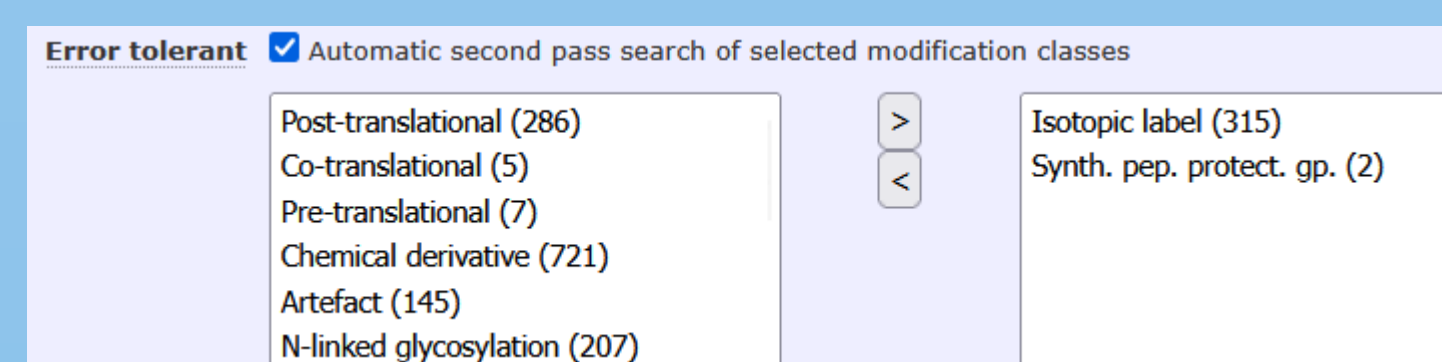 Error tolerant Automatic second pass search of selected modification classes
Post-translational (286)
Co-translational (5)
Pre-translational (7)
Chemical derivative (721)
Artefact (145)
N-linked glycosylation (207)
>
<
Isotopic label (315)
Synth. pep. protect. gp. (2)